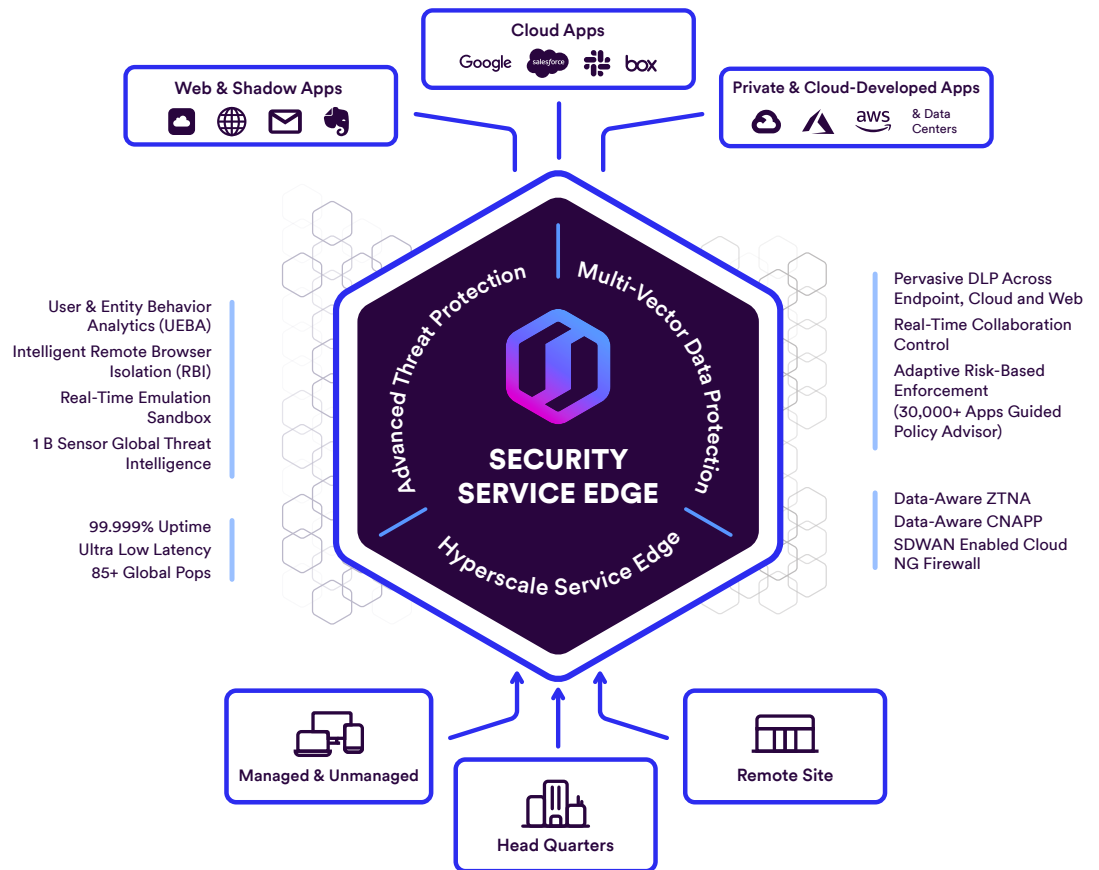 Cloud Apps
Google salesforce box
Web & Shadow Apps
Private & Cloud-Developed Apps
aws & Data
Centers
User & Entity Behavior
Analytics (UEBA)
Intelligent Remote Browser
Isolation (RBI)
Real-Time Emulation
Sandbox
1 B Sensor Global Threat
Intelligence
99.999% Uptime
Ultra Low Latency
85+ Global Pops
Advanced Threat Protection
Multi-Vector Data Protection
SECURITY
SERVICE EDGE
Hyperscale Service Edge
Pervasive DLP Across
Endpoint, Cloud and Web
Real-Time Collaboration
Control
Adaptive Risk-Based
Enforcement
(30,000+ Apps Guided
Policy Advisor)
Data-Aware ZTNA
Data-Aware CNAPP
SDWAN Enabled Cloud
NG Firewall
Managed & Unmanaged
Head Quarters
Remote Site